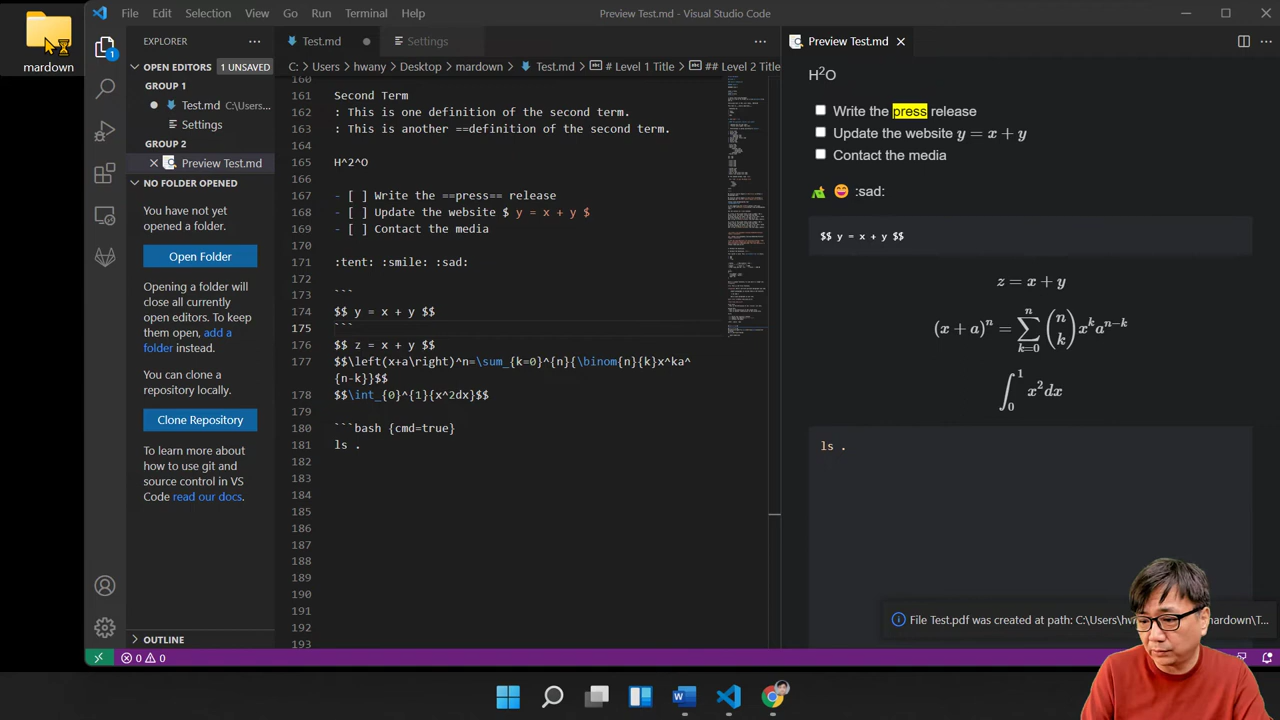 mardown
File Edit Selection View Go Run Terminal Help
Preview Test.md - Visual Studio Code
EXPLORER
OPEN EDITORS 1 UNSAVED
GROUP 1
Test.md C:\Users...
Settings
GROUP 2
Preview Test.md
NO FOLDER OPENED
You have not yet
opened a folder.
Open Folder
Opening a folder will
close all currently
open editors. To keep
them open, add a
folder instead.
You can clone a
repository locally.
Clone Repository
To learn more about
how to use git and
source control in VS
Code read our docs.
OUTLINE
1
0 0
Test.md
Settings
C: > Users > hwany > Desktop > mardown > Test.md > # Level 1 Title > ## Level 2 Title
160
161 Second Term
162 : This is one definition of the second term.
163 : This is another ==definition of the second term.
164
165 H^2^O
166
167 - [ ] Write the ==press== release
168 - [ ] Update the website $ y = x + y $
169 - [ ] Contact the media
170
171 :tent: :smile: :sad:
172
173 ```
174 $$ y = x + y $$
175 ```
176 $$ z = x + y $$
177 $$\left(x+a\right)^n=\sum_{k=0}^{n}{\binom{n}{k}x^ka^
{n-k}}$$
178 $$\int_{0}^{1}{x^2dx}$$
179
180 ```bash {cmd=true}
181 ls .
182
183
184
185
186
187
188
189
190
191
192
193
Preview Test.md
H²O
Write the press release
Update the website y = x + y
Contact the media
:sad:
$$ y = x + y $$
z = x + y
(x + a)^n = ∑_{k=0}^{n} (n k) x^k a^{n−k}
∫_0^1 x²dx
ls .
File Test.pdf was created at path: C:\Users\hw mardown\T...